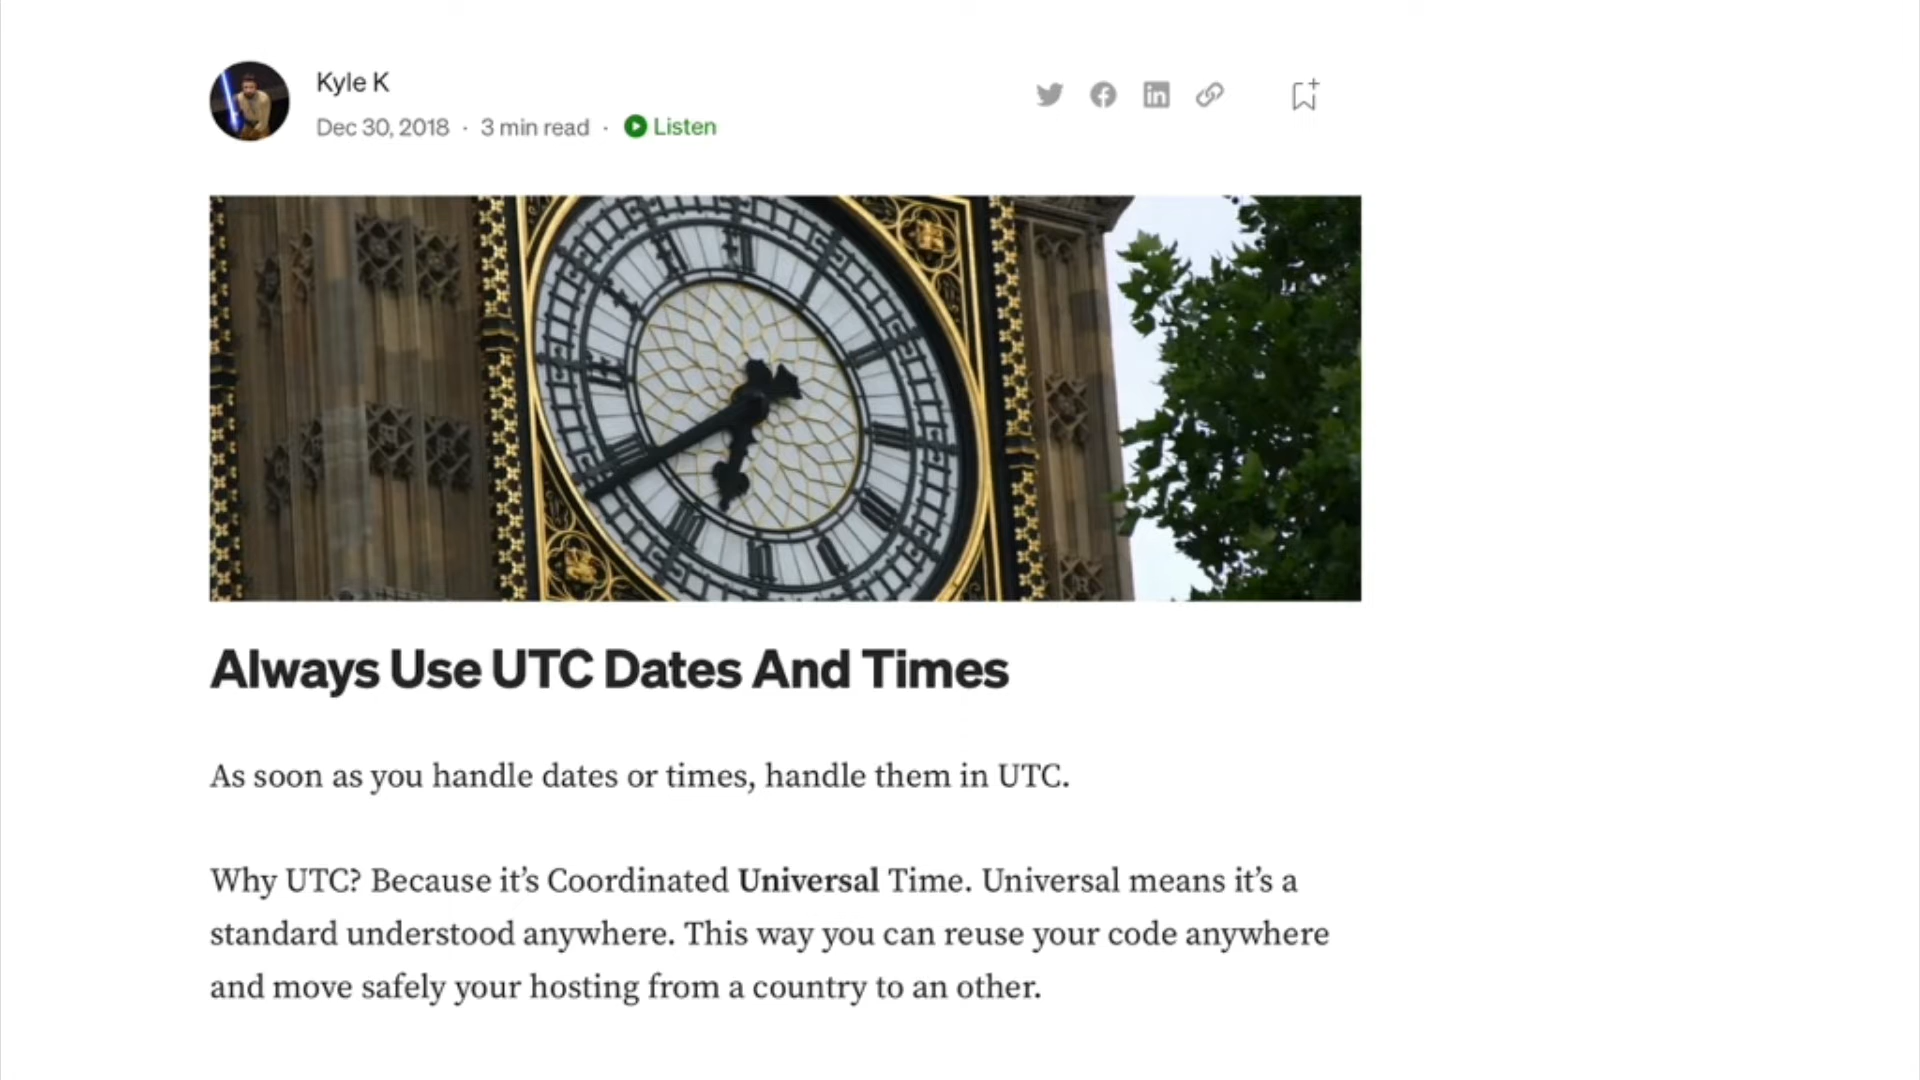 Kyle K
Dec 30, 2018 · 3 min read · Listen
Always Use UTC Dates And Times
As soon as you handle dates or times, handle them in UTC.
Why UTC? Because it’s Coordinated Universal Time. Universal means it’s a
standard understood anywhere. This way you can reuse your code anywhere
and move safely your hosting from a country to an other.